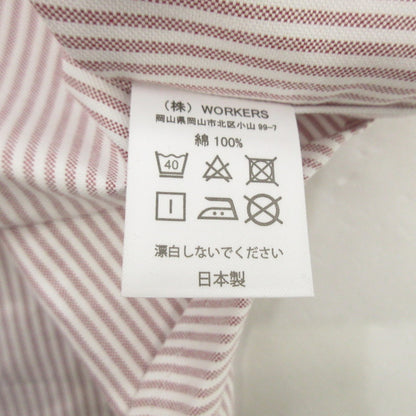 （株） WORKERS
岡山県岡山市北区小山 99-7
綿 100%
40
漂白しないでください
日本製